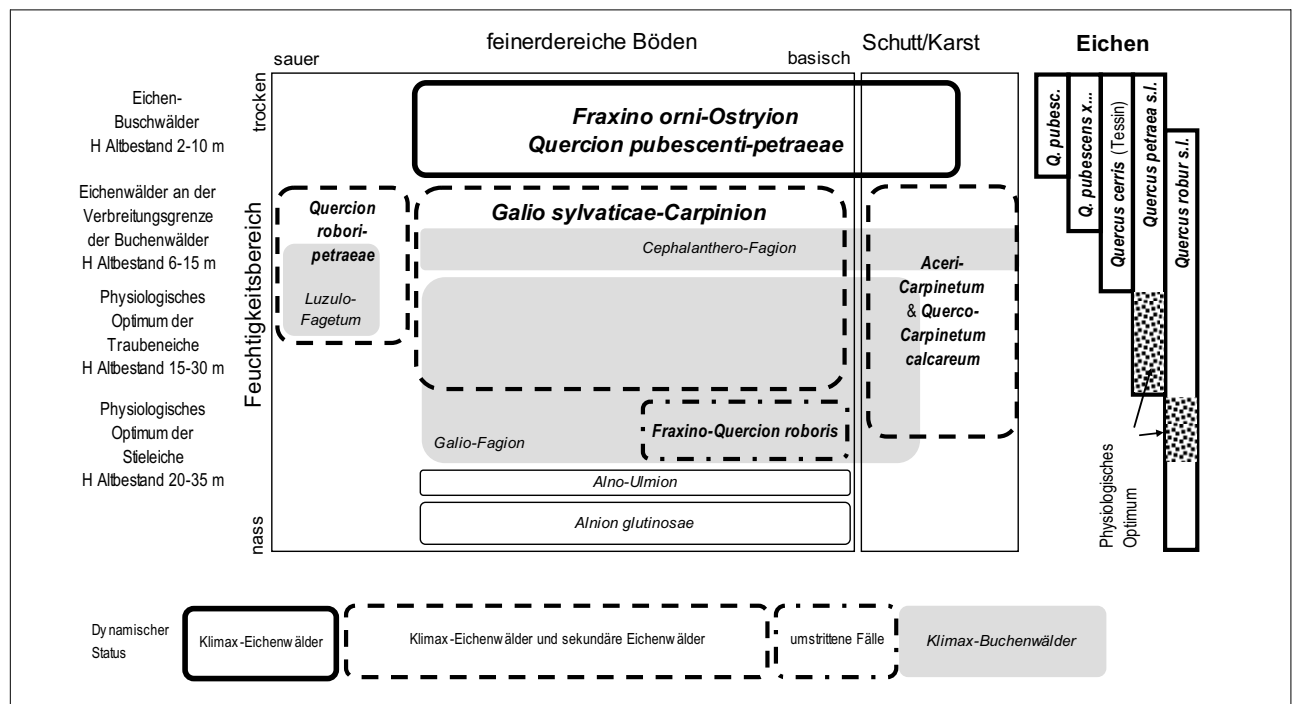 feinerdereiche Böden
Schutt/Karst
Eichen
sauer
basisch
trocken
Feuchtigkeitsbereich
nass
Eichen-
Buschwälder
H Altbestand 2-10 m
Eichenwälder an der
Verbreitungsgrenze
der Buchenwälder
H Altbestand 6-15 m
Physiologisches
Optimum der
Traubeneiche
H Altbestand 15-30 m
Physiologisches
Optimum der
Stieleiche
H Altbestand 20-35 m
Fraxino orni-Ostryion
Quercion pubescenti-petraeae
Quercion
robori-
petraeae
Luzulo-
Fagetum
Galio sylvaticae-Carpinion
Cephalanthero-Fagion
Aceri-
Carpinetum
& Querco-
Carpinetum
calcareum
Galio-Fagion
Fraxino-Quercion roboris
Alno-Ulmion
Alnion glutinosae
Q. pubesc.
Q. pubescens x...
Quercus cerris (Tessin)
Quercus petraea s.l.
Quercus robur s.l.
Physiologisches
Optimum
Dynamischer
Status
Klimax-Eichenwälder
Klimax-Eichenwälder und sekundäre Eichenwälder
umstrittene Fälle
Klimax-Buchenwälder